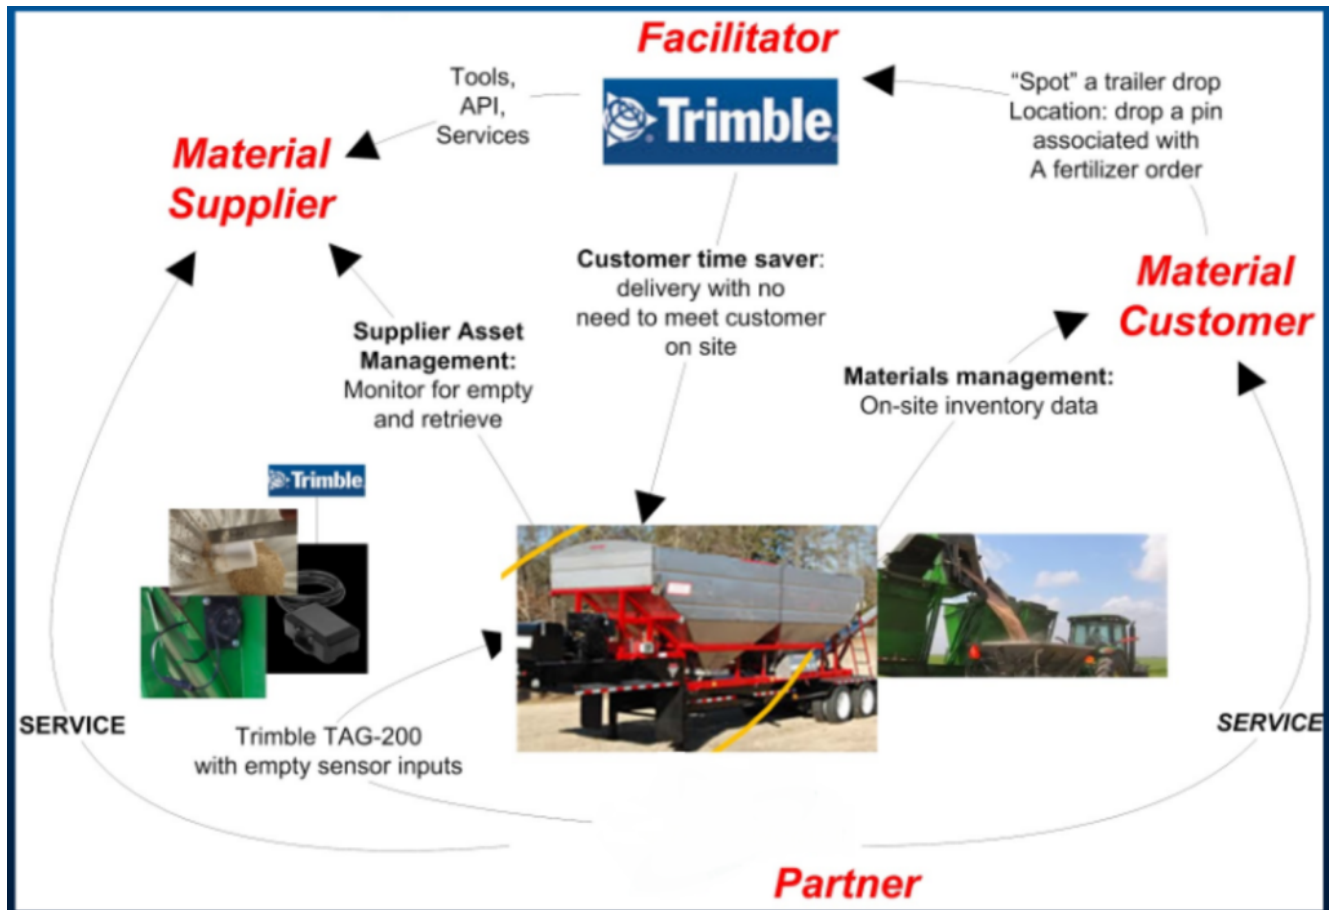 Facilitator
Trimble
Tools,
API,
Services
"Spot" a trailer drop
Location: drop a pin
associated with
A fertilizer order
Material
Supplier
Material
Customer
Customer time saver:
delivery with no
need to meet customer
on site
Supplier Asset
Management:
Monitor for empty
and retrieve
Materials management:
On-site inventory data
Trimble
SERVICE
Trimble TAG-200
with empty sensor inputs
SERVICE
Partner